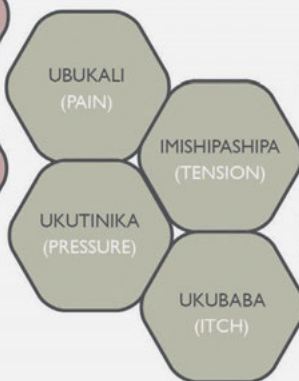 UBUKALI
(PAIN)
IMISHIPASHIPA
(TENSION)
UKUTINIKA
(PRESSURE)
UKUBABA
(ITCH)